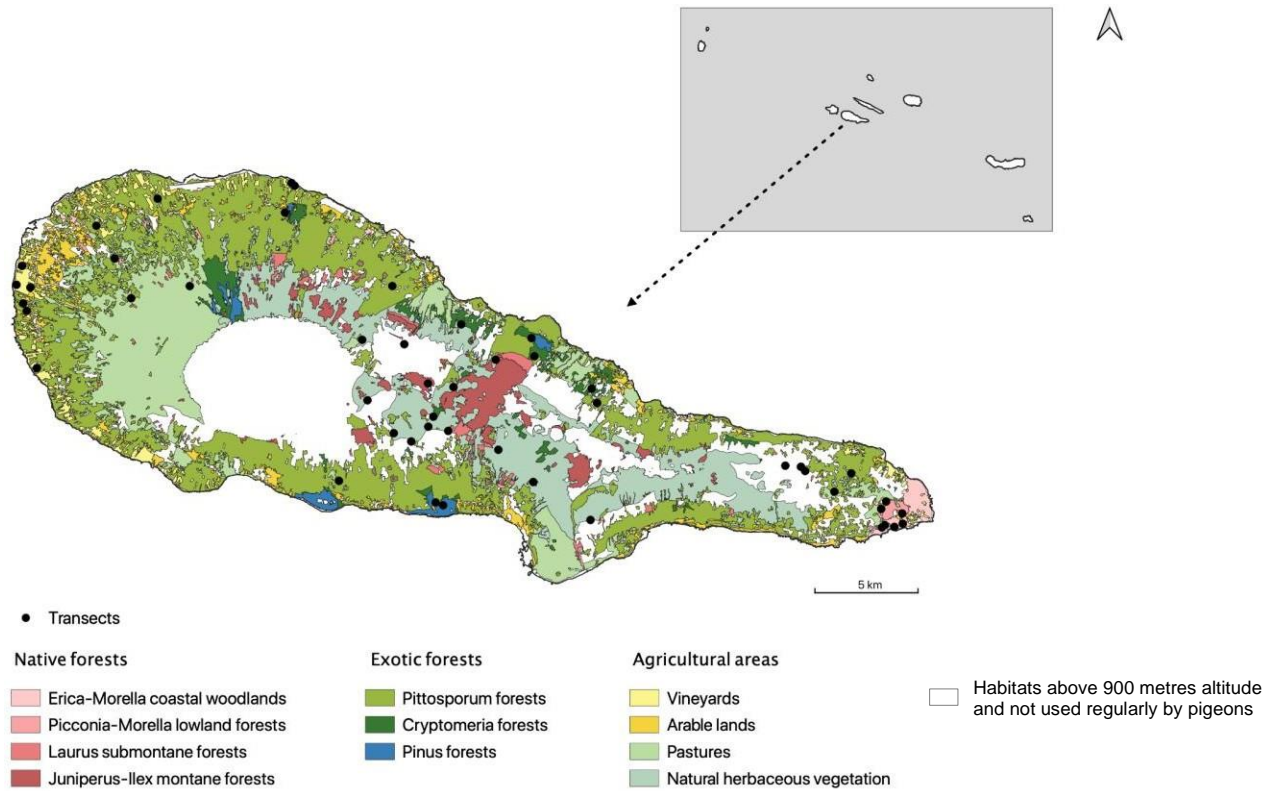 5 km
Transects
Native forests
Erica-Morella coastal woodlands
Picconia-Morella lowland forests
Laurus submontane forests
Juniperus-Ilex montane forests
Exotic forests
Pittosporum forests
Cryptomeria forests
Pinus forests
Agricultural areas
Vineyards
Arable lands
Pastures
Natural herbaceous vegetation
Habitats above 900 metres altitude
and not used regularly by pigeons